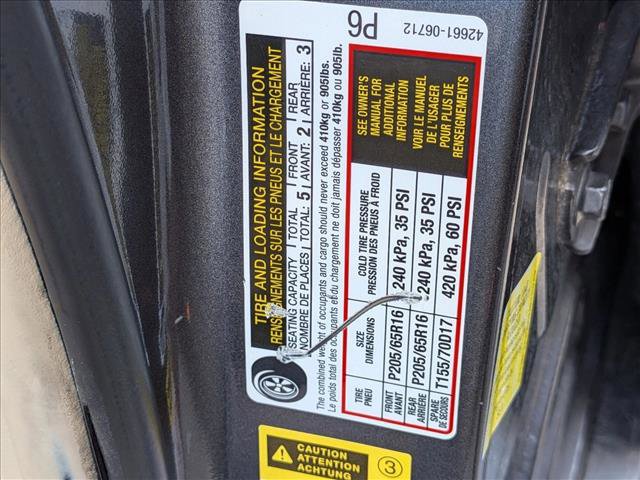 TIRE AND LOADING INFORMATION
RENSEIGNEMENTS SUR LES PNEUS ET LE CHARGEMENT
SEATING CAPACITY | TOTAL | FRONT | REAR
NOMBRE DE PLACES | TOTAL: 5 | AVANT: 2 | ARRIÈRE: 3
The combined weight of occupants and cargo should never exceed 410kg or 905lbs.
Le poids total des occupants et du chargement ne doit jamais dépasser 410kg ou 905lb.
TIRE
PNEU
SIZE
DIMENSIONS
COLD TIRE PRESSURE
PRESSION DES PNEUS À FROID
SEE OWNER'S
MANUAL FOR
ADDITIONAL
INFORMATION
VOIR LE MANUEL
DE L'USAGER
POUR PLUS DE
RENSEIGNEMENTS
FRONT
AVANT
P205/65R16
240 kPa, 35 PSI
REAR
ARRIÈRE
P205/65R16
240 kPa, 35 PSI
SPARE
DE SECOURS
T155/70D17
420 kPa, 60 PSI
P6
42661-06712
CAUTION
ATTENTION
ACHTUNG
3